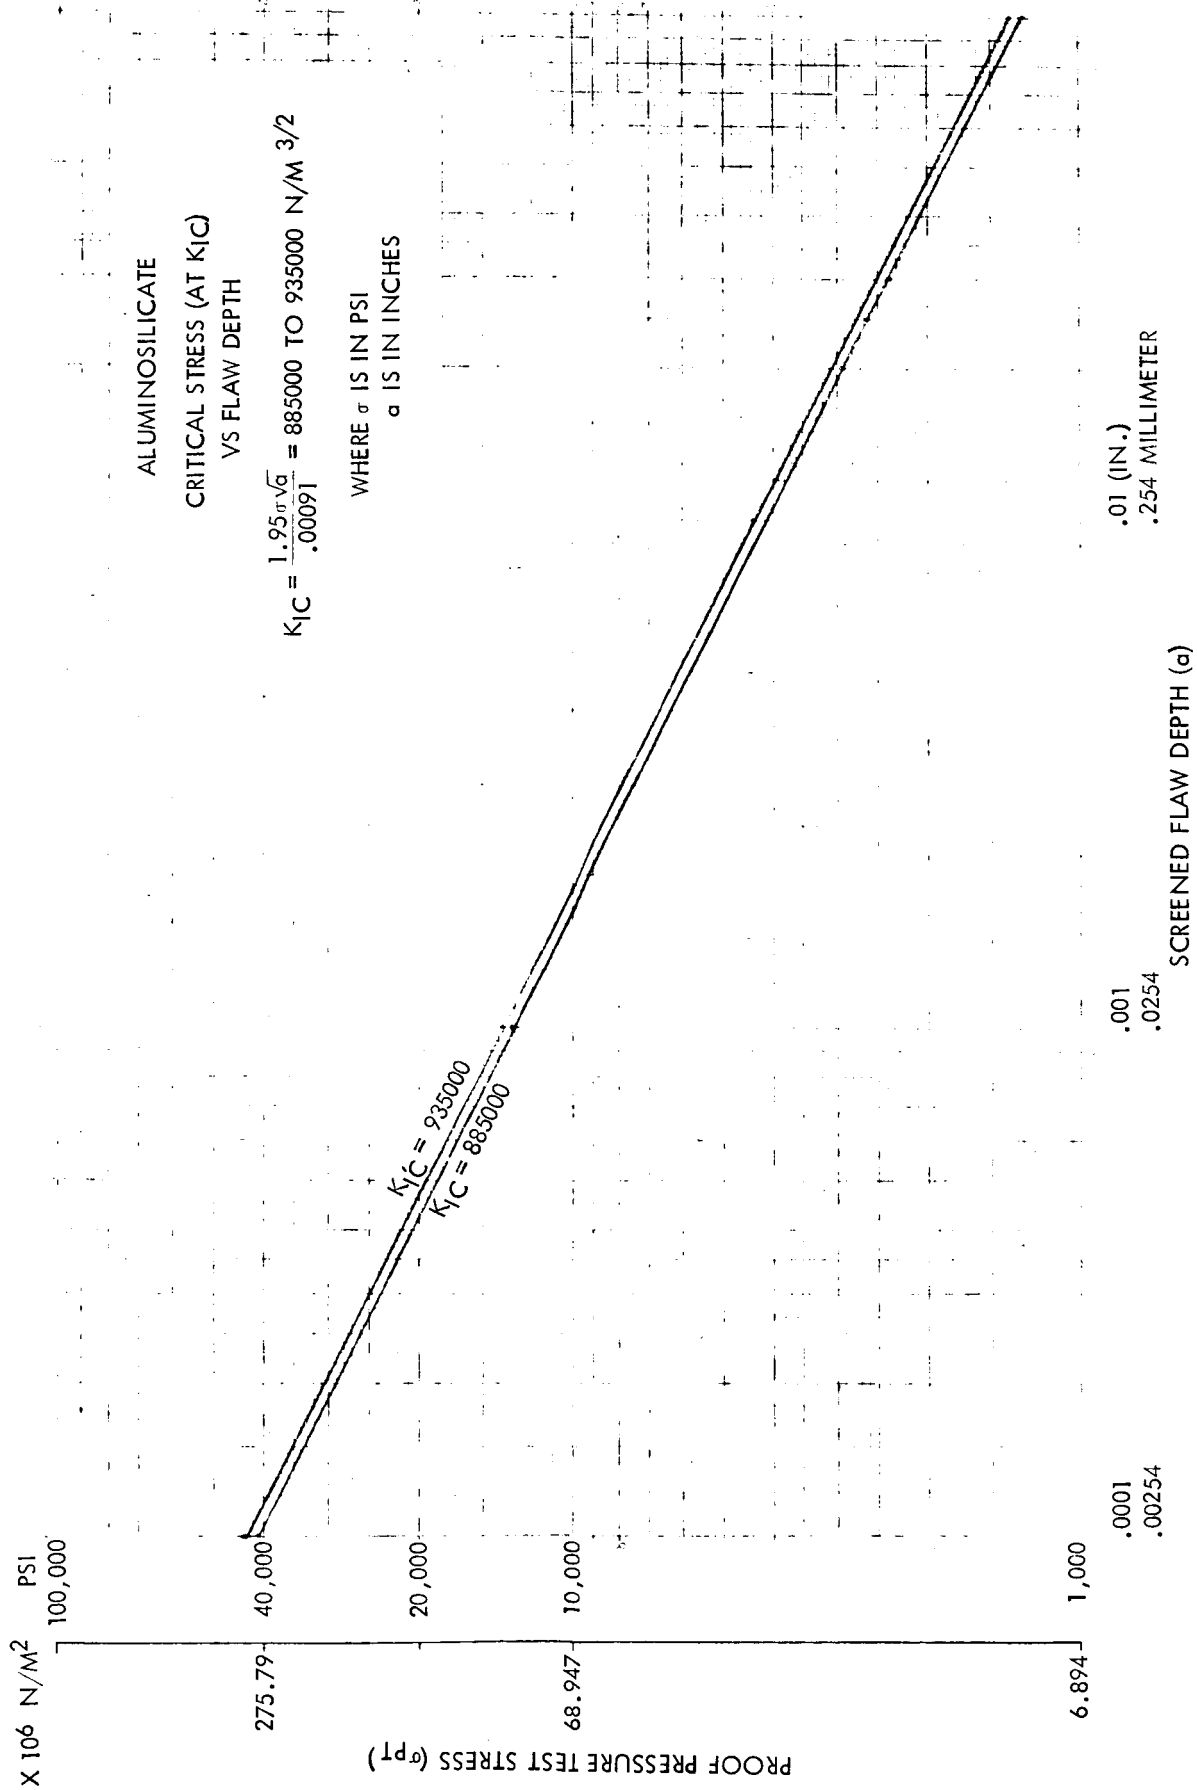 ALUMINOSILICATE
CRITICAL STRESS (AT KIC)
VS FLAW DEPTH
KIC = 1.95σ√a / .00091 = 885000 TO 935000 N/M 3/2
WHERE σ IS IN PSI
a IS IN INCHES
X 10⁶ N/M² PSI
100,000
275.79 40,000
20,000
68.947 10,000
6.894 1,000
PROOF PRESSURE TEST STRESS (σPT)
KIC = 935000
KIC = 885000
.0001 .001 .01 (IN.)
.00254 .0254 .254 MILLIMETER
SCREENED FLAW DEPTH (a)